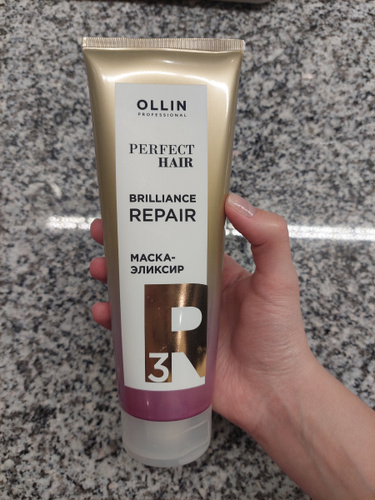 OLLIN
PROFESSIONAL
PERFECT
HAIR
BRILLIANCE
REPAIR
МАСКА-
ЭЛИКСИР
R
3